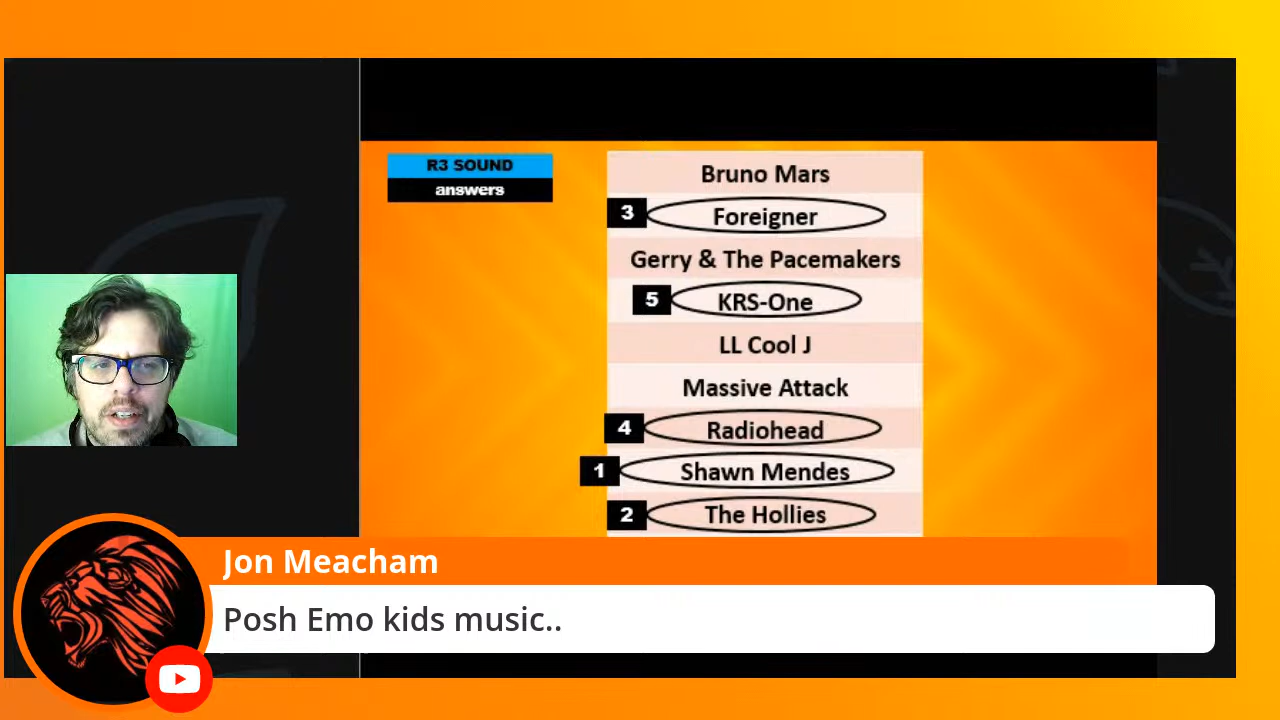 R3 SOUND
answers
Bruno Mars
3 Foreigner
Gerry & The Pacemakers
5 KRS-One
LL Cool J
Massive Attack
4 Radiohead
1 Shawn Mendes
2 The Hollies
Jon Meacham
Posh Emo kids music..